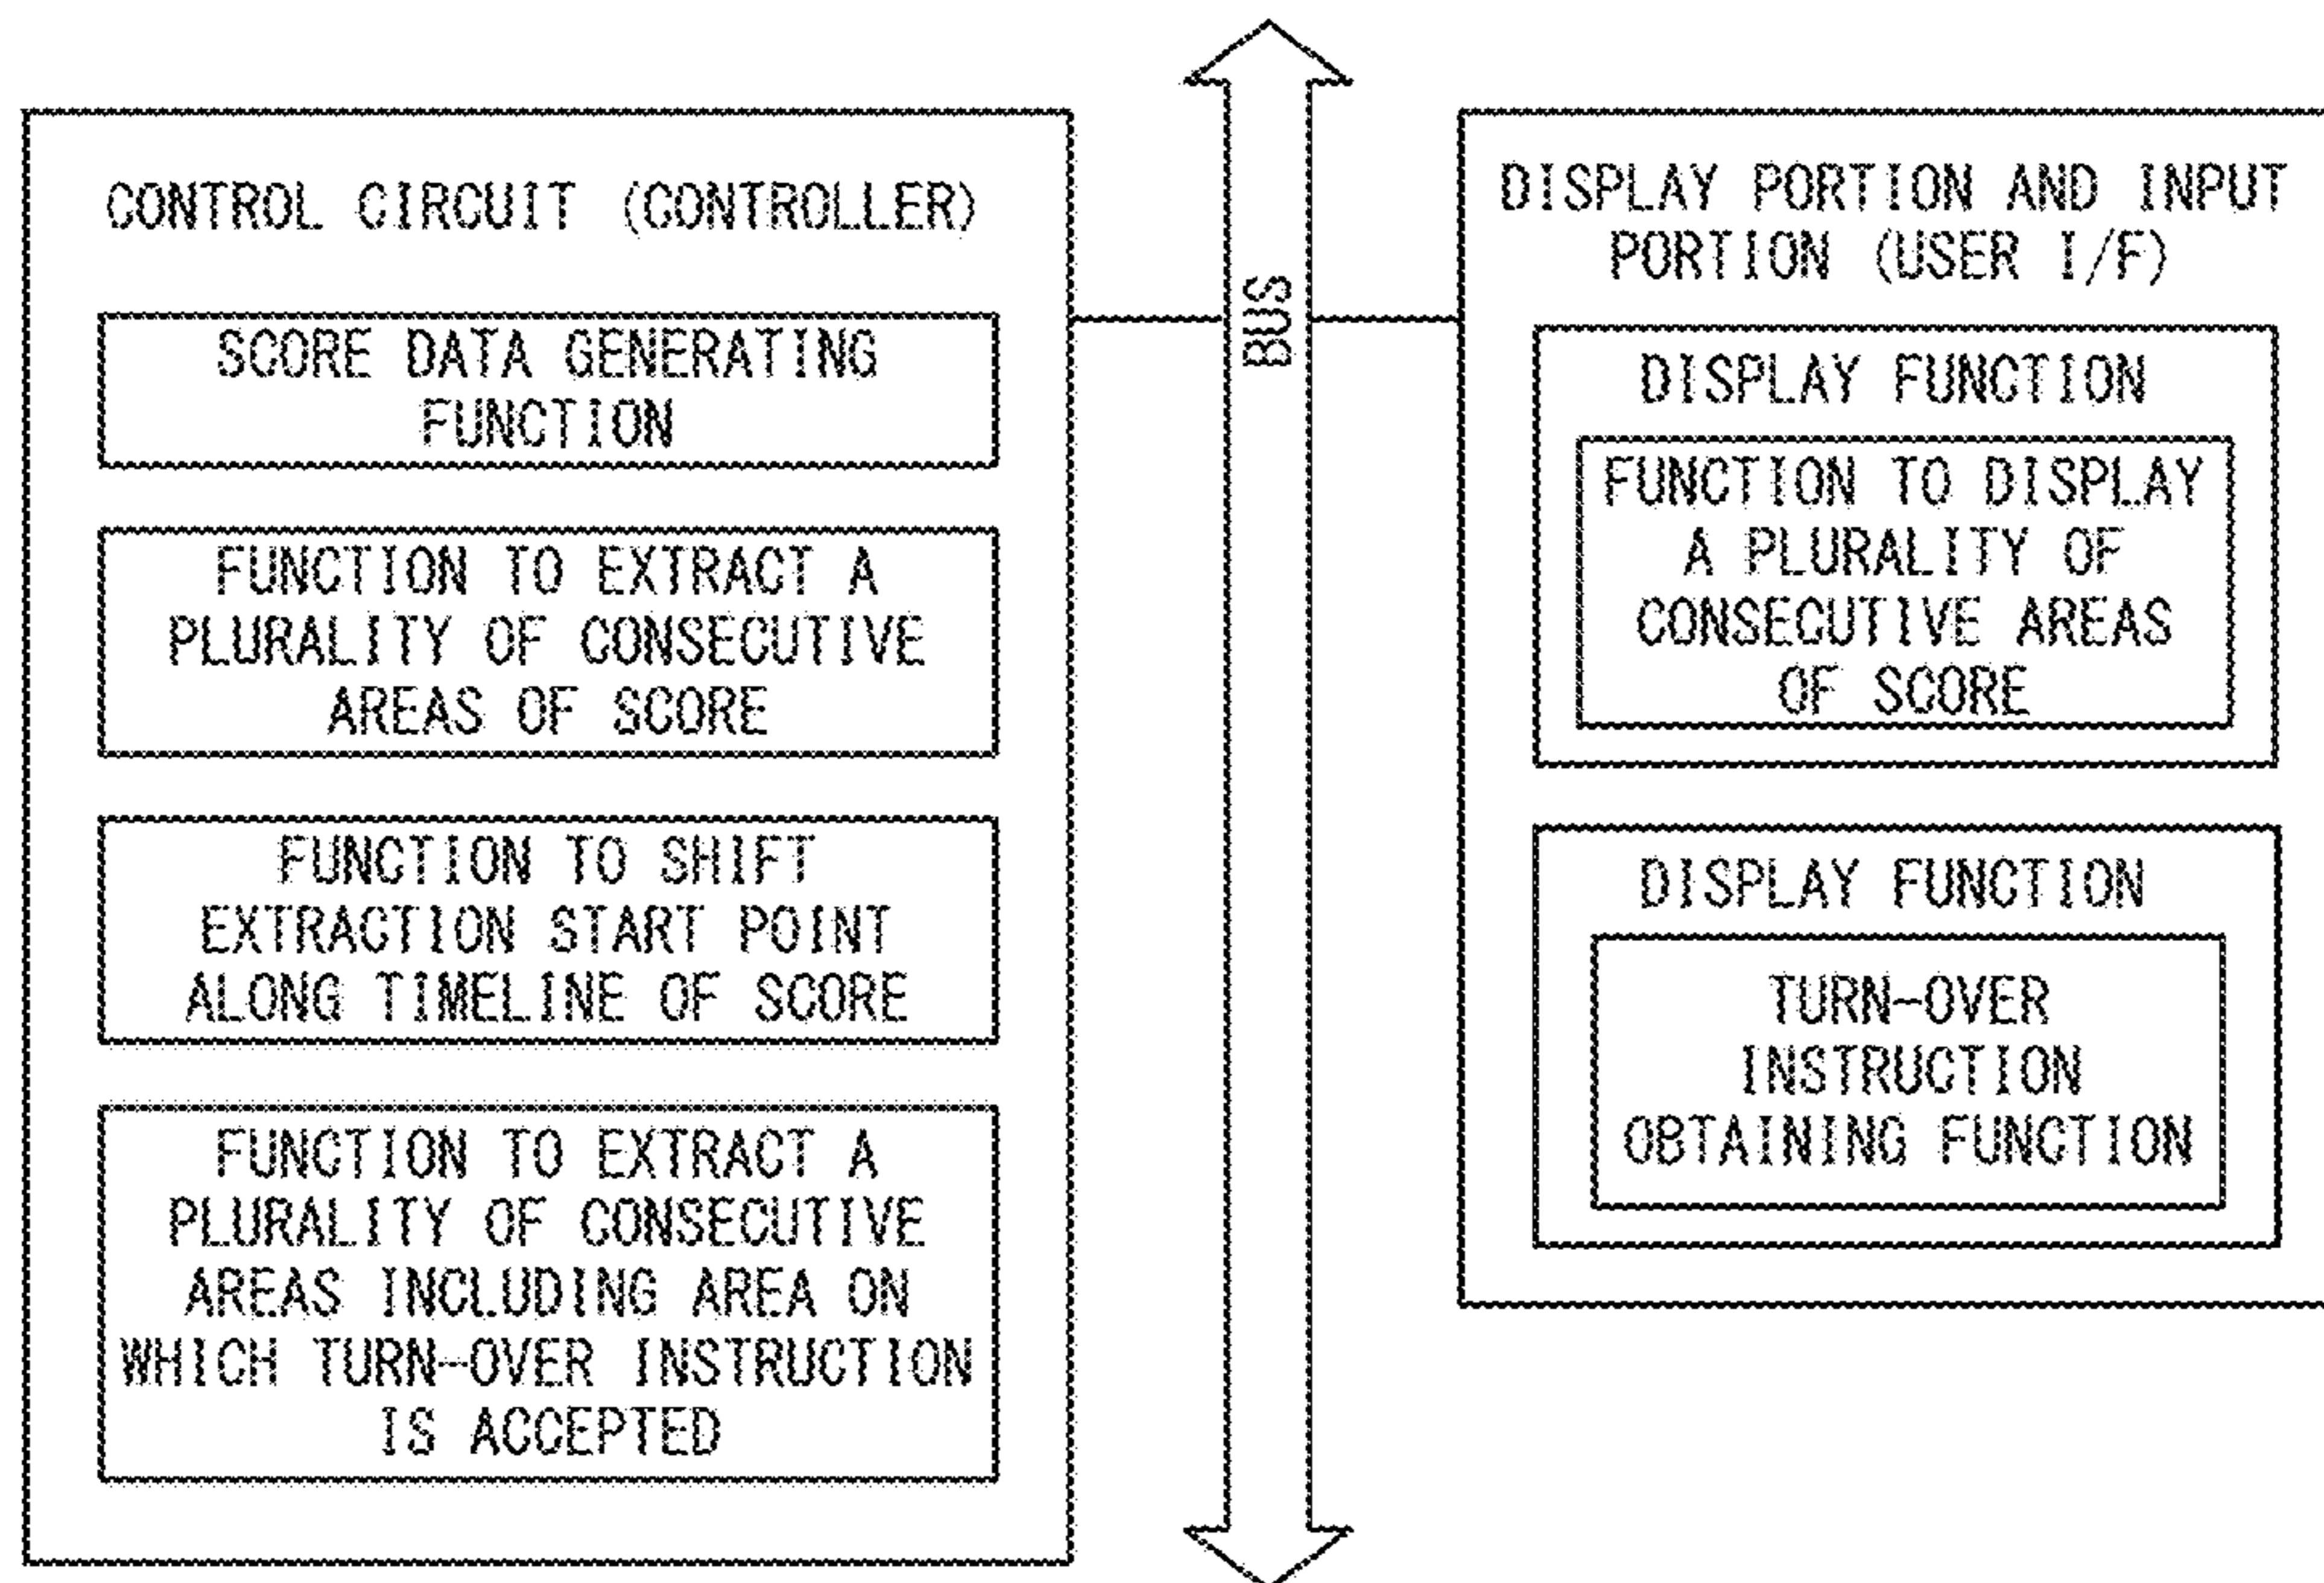 CONTROL CIRCUIT (CONTROLLER)
SCORE DATA GENERATING
FUNCTION
FUNCTION TO EXTRACT A
PLURALITY OF CONSECUTIVE
AREAS OF SCORE
FUNCTION TO SHIFT
EXTRACTION START POINT
ALONG TIMELINE OF SCORE
FUNCTION TO EXTRACT A
PLURALITY OF CONSECUTIVE
AREAS INCLUDING AREA ON
WHICH TURN-OVER INSTRUCTION
IS ACCEPTED
BUS
DISPLAY PORTION AND INPUT
PORTION (USER I/F)
DISPLAY FUNCTION
FUNCTION TO DISPLAY
A PLURALITY OF
CONSECUTIVE AREAS
OF SCORE
DISPLAY FUNCTION
TURN-OVER
INSTRUCTION
OBTAINING FUNCTION